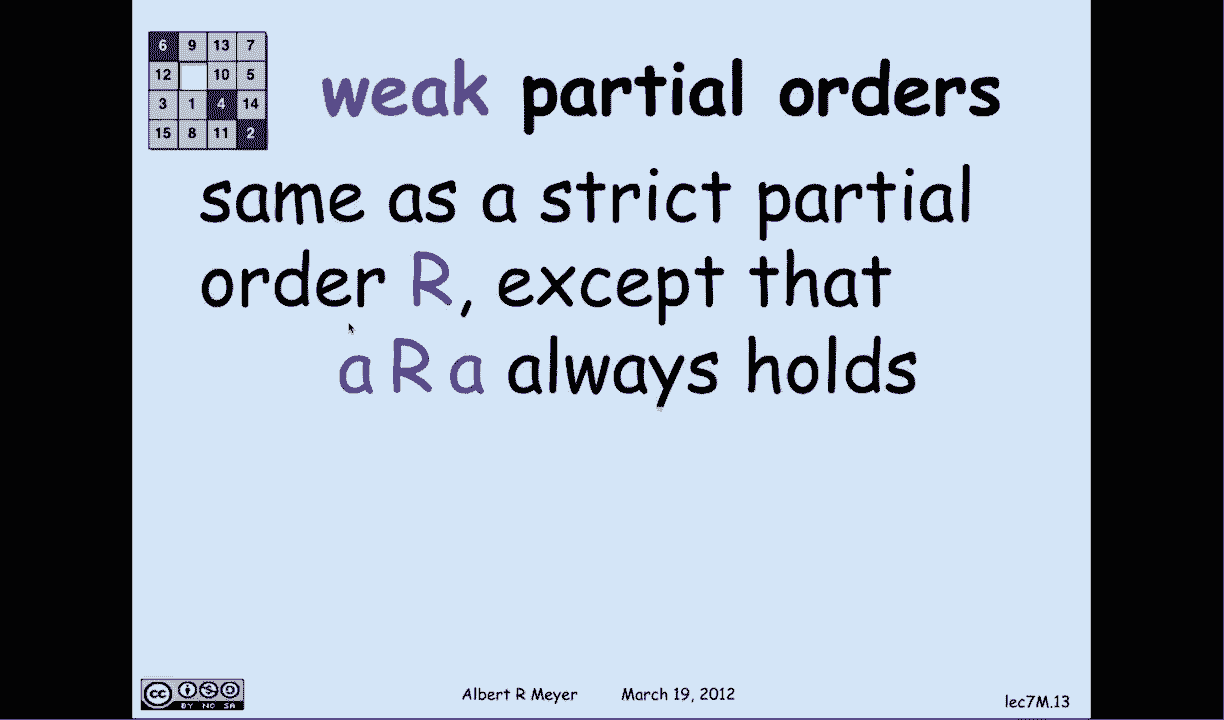 6 9 13 7
12 10 5
3 1 4 14
15 8 11 2
weak partial orders
same as a strict partial
order R, except that
a R a always holds
cc BY NC SA
Albert R Meyer March 19, 2012
lec7M.13